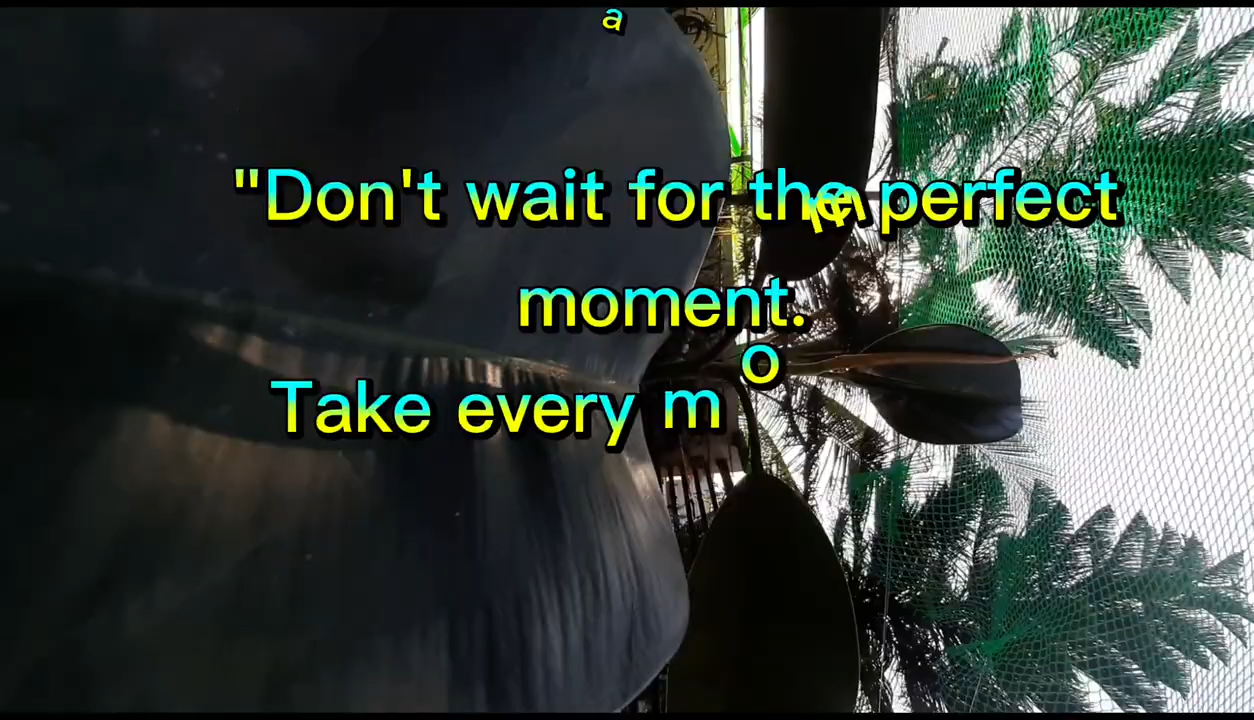 a
"Don't wait for the perfect
m
moment.
o
Take every m